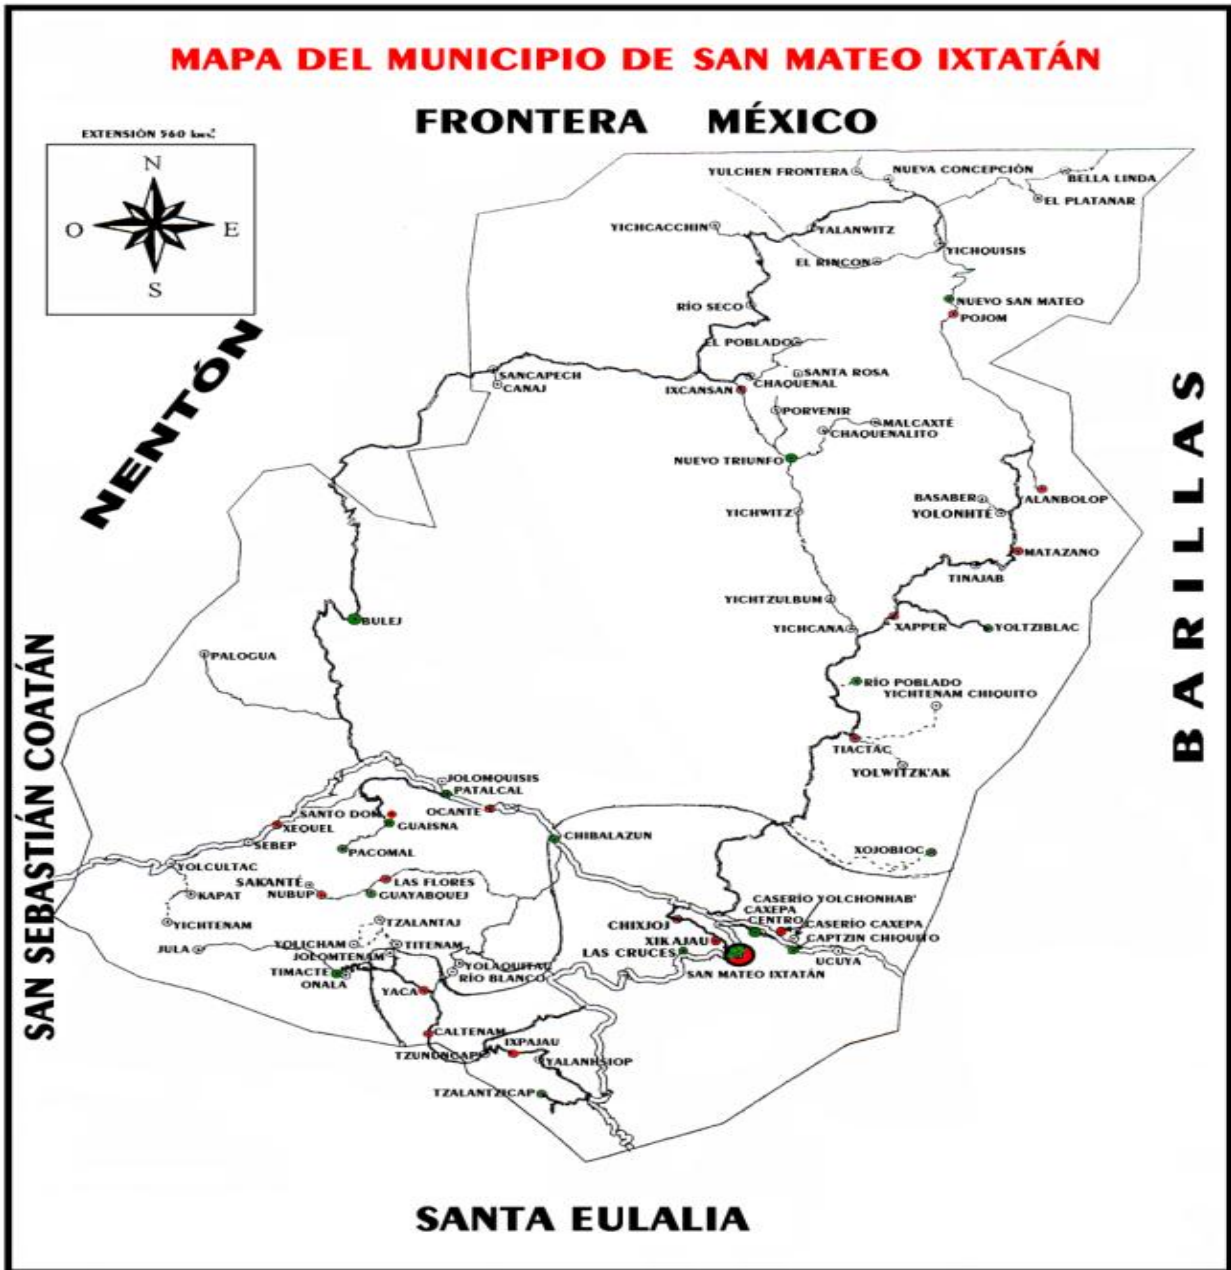 MAPA DEL MUNICIPIO DE SAN MATEO IXTATÁN
FRONTERA MÉXICO
EXTENSIÓN 560 kms²
N
O
E
S
NENTÓN
SAN SEBASTIÁN COATÁN
BARILLAS
YULCHEN FRONTERA
NUEVA CONCEPCIÓN
BELLA LINDA
EL PLATANAR
YICHCACCHIN
YALANWITZ
YICHQUISIS
EL RINCON
NUEVO SAN MATEO
RÍO SECO
POJOM
EL POBLADO
SANCAPECH
SANTA ROSA
CANAJ
CHAQUENAL
IXCANSAN
PORVENIR
MALCAXTÉ
CHAQUENALITO
NUEVO TRIUNFO
BASABER
YALANBOLOP
YICHWITZ
YOLONHTÉ
MATAZANO
TINAJAB
YICHTZULBUM
BULEJ
XAPPER
YICHCANA
YOLTZIBLAC
PALOGUA
RÍO POBLADO
YICHTENAM CHIQUITO
TIACTAC
YOLWITZK'AK
JOLOMQUISIS
PATALCAL
OCANTE
SANTO DOM
GUAISNA
XEQUEL
CHIBALAZUN
SEBEP
PACOMAL
XOJOBIOC
YOLCULTAC
SAKANTÉ
LAS FLORES
KAPAT
NUBUP
GUAYABQUEJ
CASERÍO YOLCHONHAB'
CAXEPA
CENTRO
CASERÍO CAXEPA
YICHTENAM
TZALANTAJ
CHIXJOJ
CAPTZIN CHIQUITO
JULA
YOLICHAM
TITENAM
XIKAJAU
JOLOMTENAM
LAS CRUCES
UCUYA
TIMACTE
YOLAQUITAC
SAN MATEO IXTATÁN
ONALA
RÍO BLANCO
YACA
CALTENAM
IXPAJAU
TZUNUNCAP
YALANHSIOP
TZALANTZICAP
SANTA EULALIA